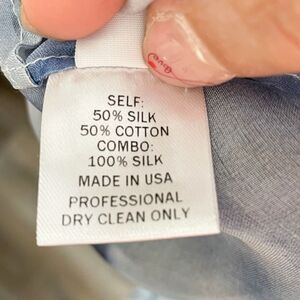 SELF:
50% SILK
50% COTTON
COMBO:
100% SILK
MADE IN USA
PROFESSIONAL
DRY CLEAN ONLY